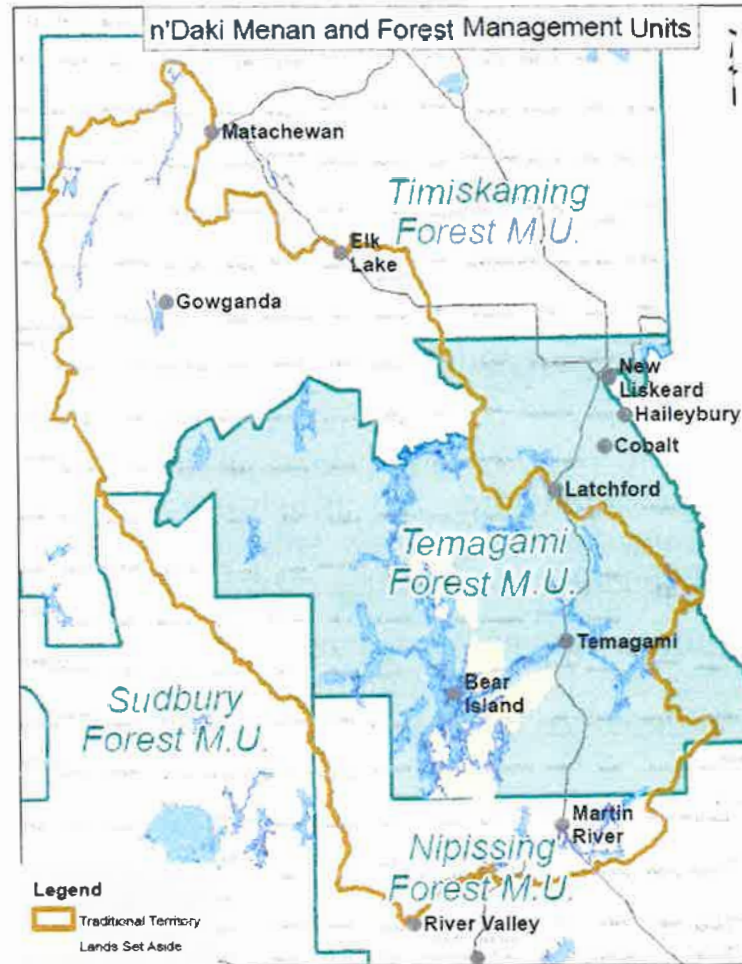 n'Daki Menan and Forest Management Units
Matachewan
Timiskaming
Forest M.U.
Elk
Lake
Gowganda
New
Liskeard
Haileybury
Cobalt
Latchford
Temagami
Forest M.U.
Temagami
Bear
Island
Sudbury
Forest M.U.
Martin
River
Nipissing
Forest M.U.
Legend
Traditional Territory
River Valley
Lands Set Aside